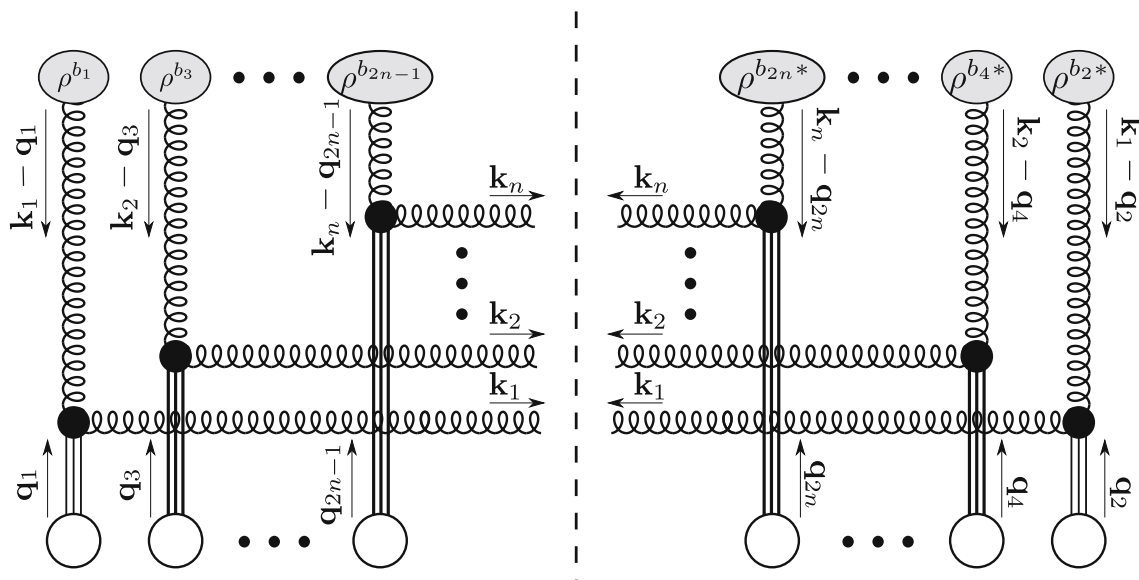 ρ^{b_1} ρ^{b_3} ρ^{b_{2n−1}} ρ^{b_{2n}*} ρ^{b_4*} ρ^{b_2*}
𝐤_1 − 𝐪_1
𝐤_2 − 𝐪_3
𝐤_n − 𝐪_{2n−1}
𝐤_n − 𝐪_{2n}
𝐤_2 − 𝐪_4
𝐤_1 − 𝐪_2
𝐤_n 𝐤_n
𝐤_2 𝐤_2
𝐤_1 𝐤_1
𝐪_1 𝐪_3 𝐪_{2n−1} 𝐪_{2n} 𝐪_4 𝐪_2